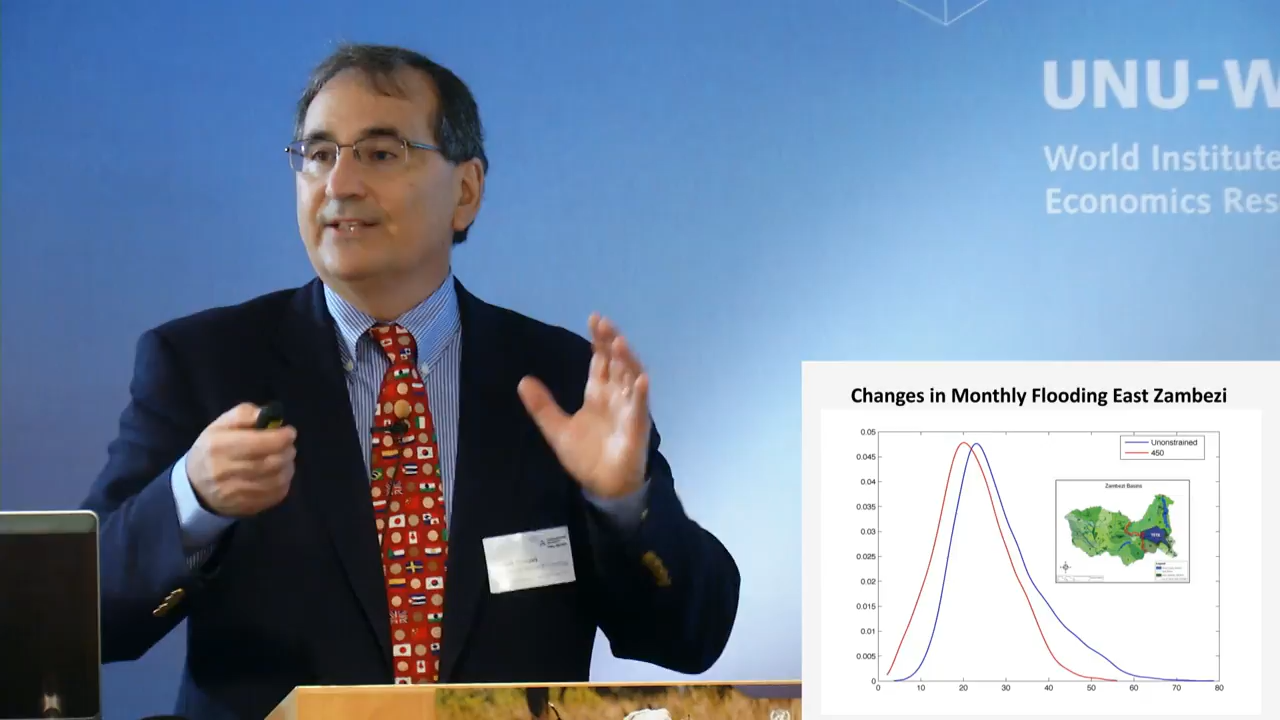 UNU-W
World Institute
Economics Res
Changes in Monthly Flooding East Zambezi
Unonstrained
450
Zambezi Basins
0.05
0.045
0.04
0.035
0.03
0.025
0.02
0.015
0.01
0.005
0
0 10 20 30 40 50 60 70 80